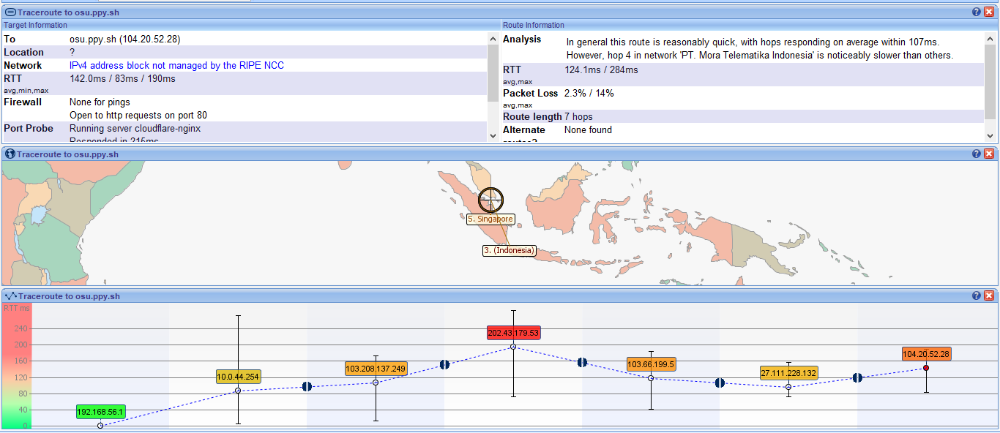 Traceroute to osu.ppy.sh
Target Information
To osu.ppy.sh (104.20.52.28)
Location ?
Network IPv4 address block not managed by the RIPE NCC
RTT 142.0ms / 83ms / 190ms
avg,min,max
Firewall None for pings
Open to http requests on port 80
Port Probe Running server cloudflare-nginx
Responded in 215ms
Route Information
Analysis In general this route is reasonably quick, with hops responding on average within 107ms.
However, hop 4 in network 'PT. Mora Telematika Indonesia' is noticeably slower than others.
RTT 124.1ms / 284ms
avg,max
Packet Loss 2.3% / 14%
avg,max
Route length 7 hops
Alternate None found
routes?
Traceroute to osu.ppy.sh
5. Singapore
3. (Indonesia)
Traceroute to osu.ppy.sh
RTT ms
240
200
160
120
80
40
0
192.168.56.1
10.0.44.254
103.208.137.249
202.43.179.53
103.66.199.5
27.111.228.132
104.20.52.28